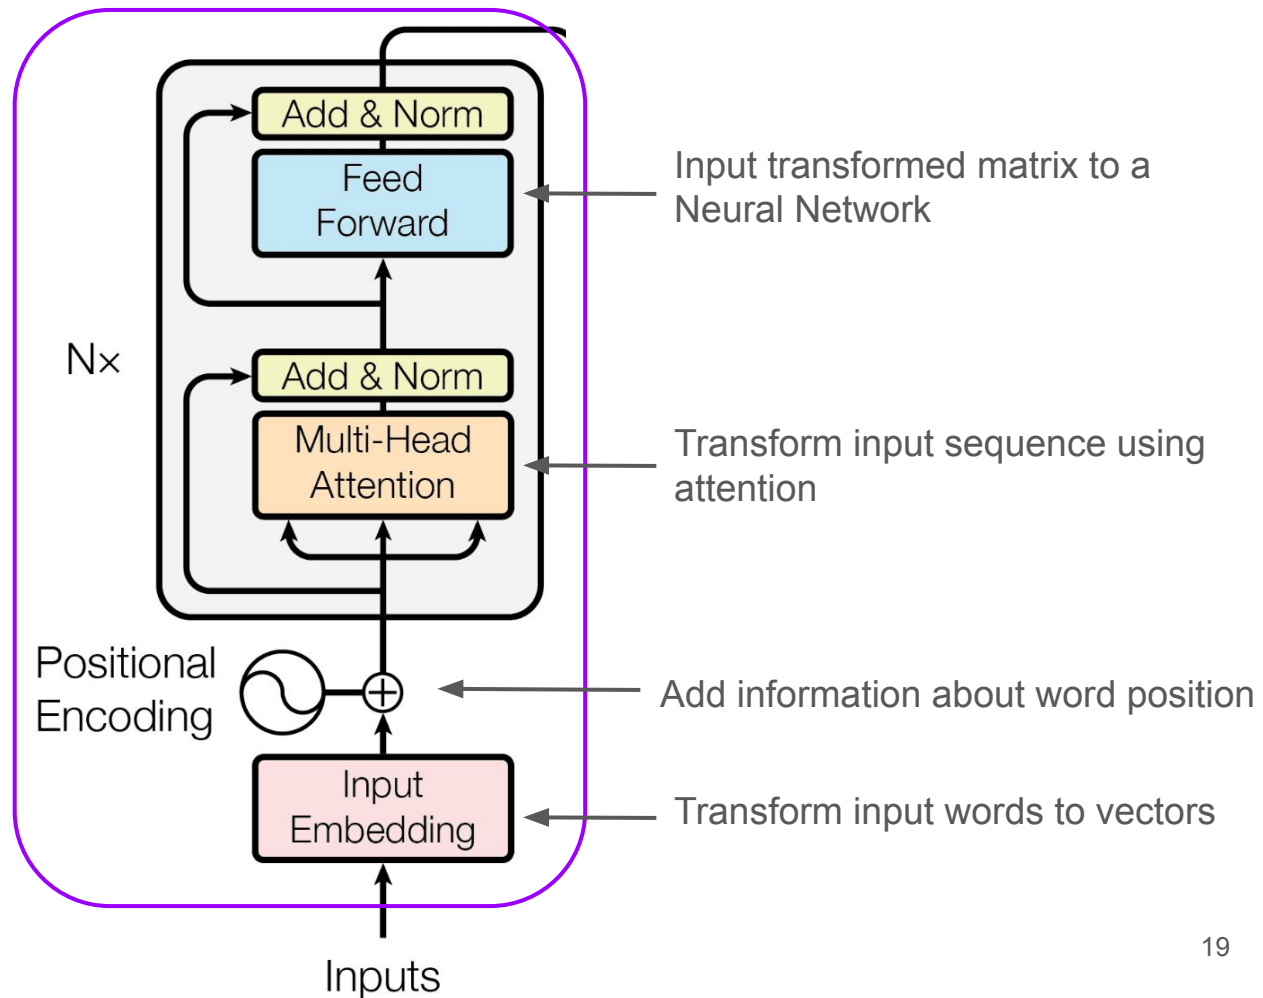 Add & Norm
Feed
Forward
Input transformed matrix to a
Neural Network
N×
Add & Norm
Multi-Head
Attention
Transform input sequence using
attention
Positional
Encoding
Add information about word position
Input
Embedding
Transform input words to vectors
Inputs
19